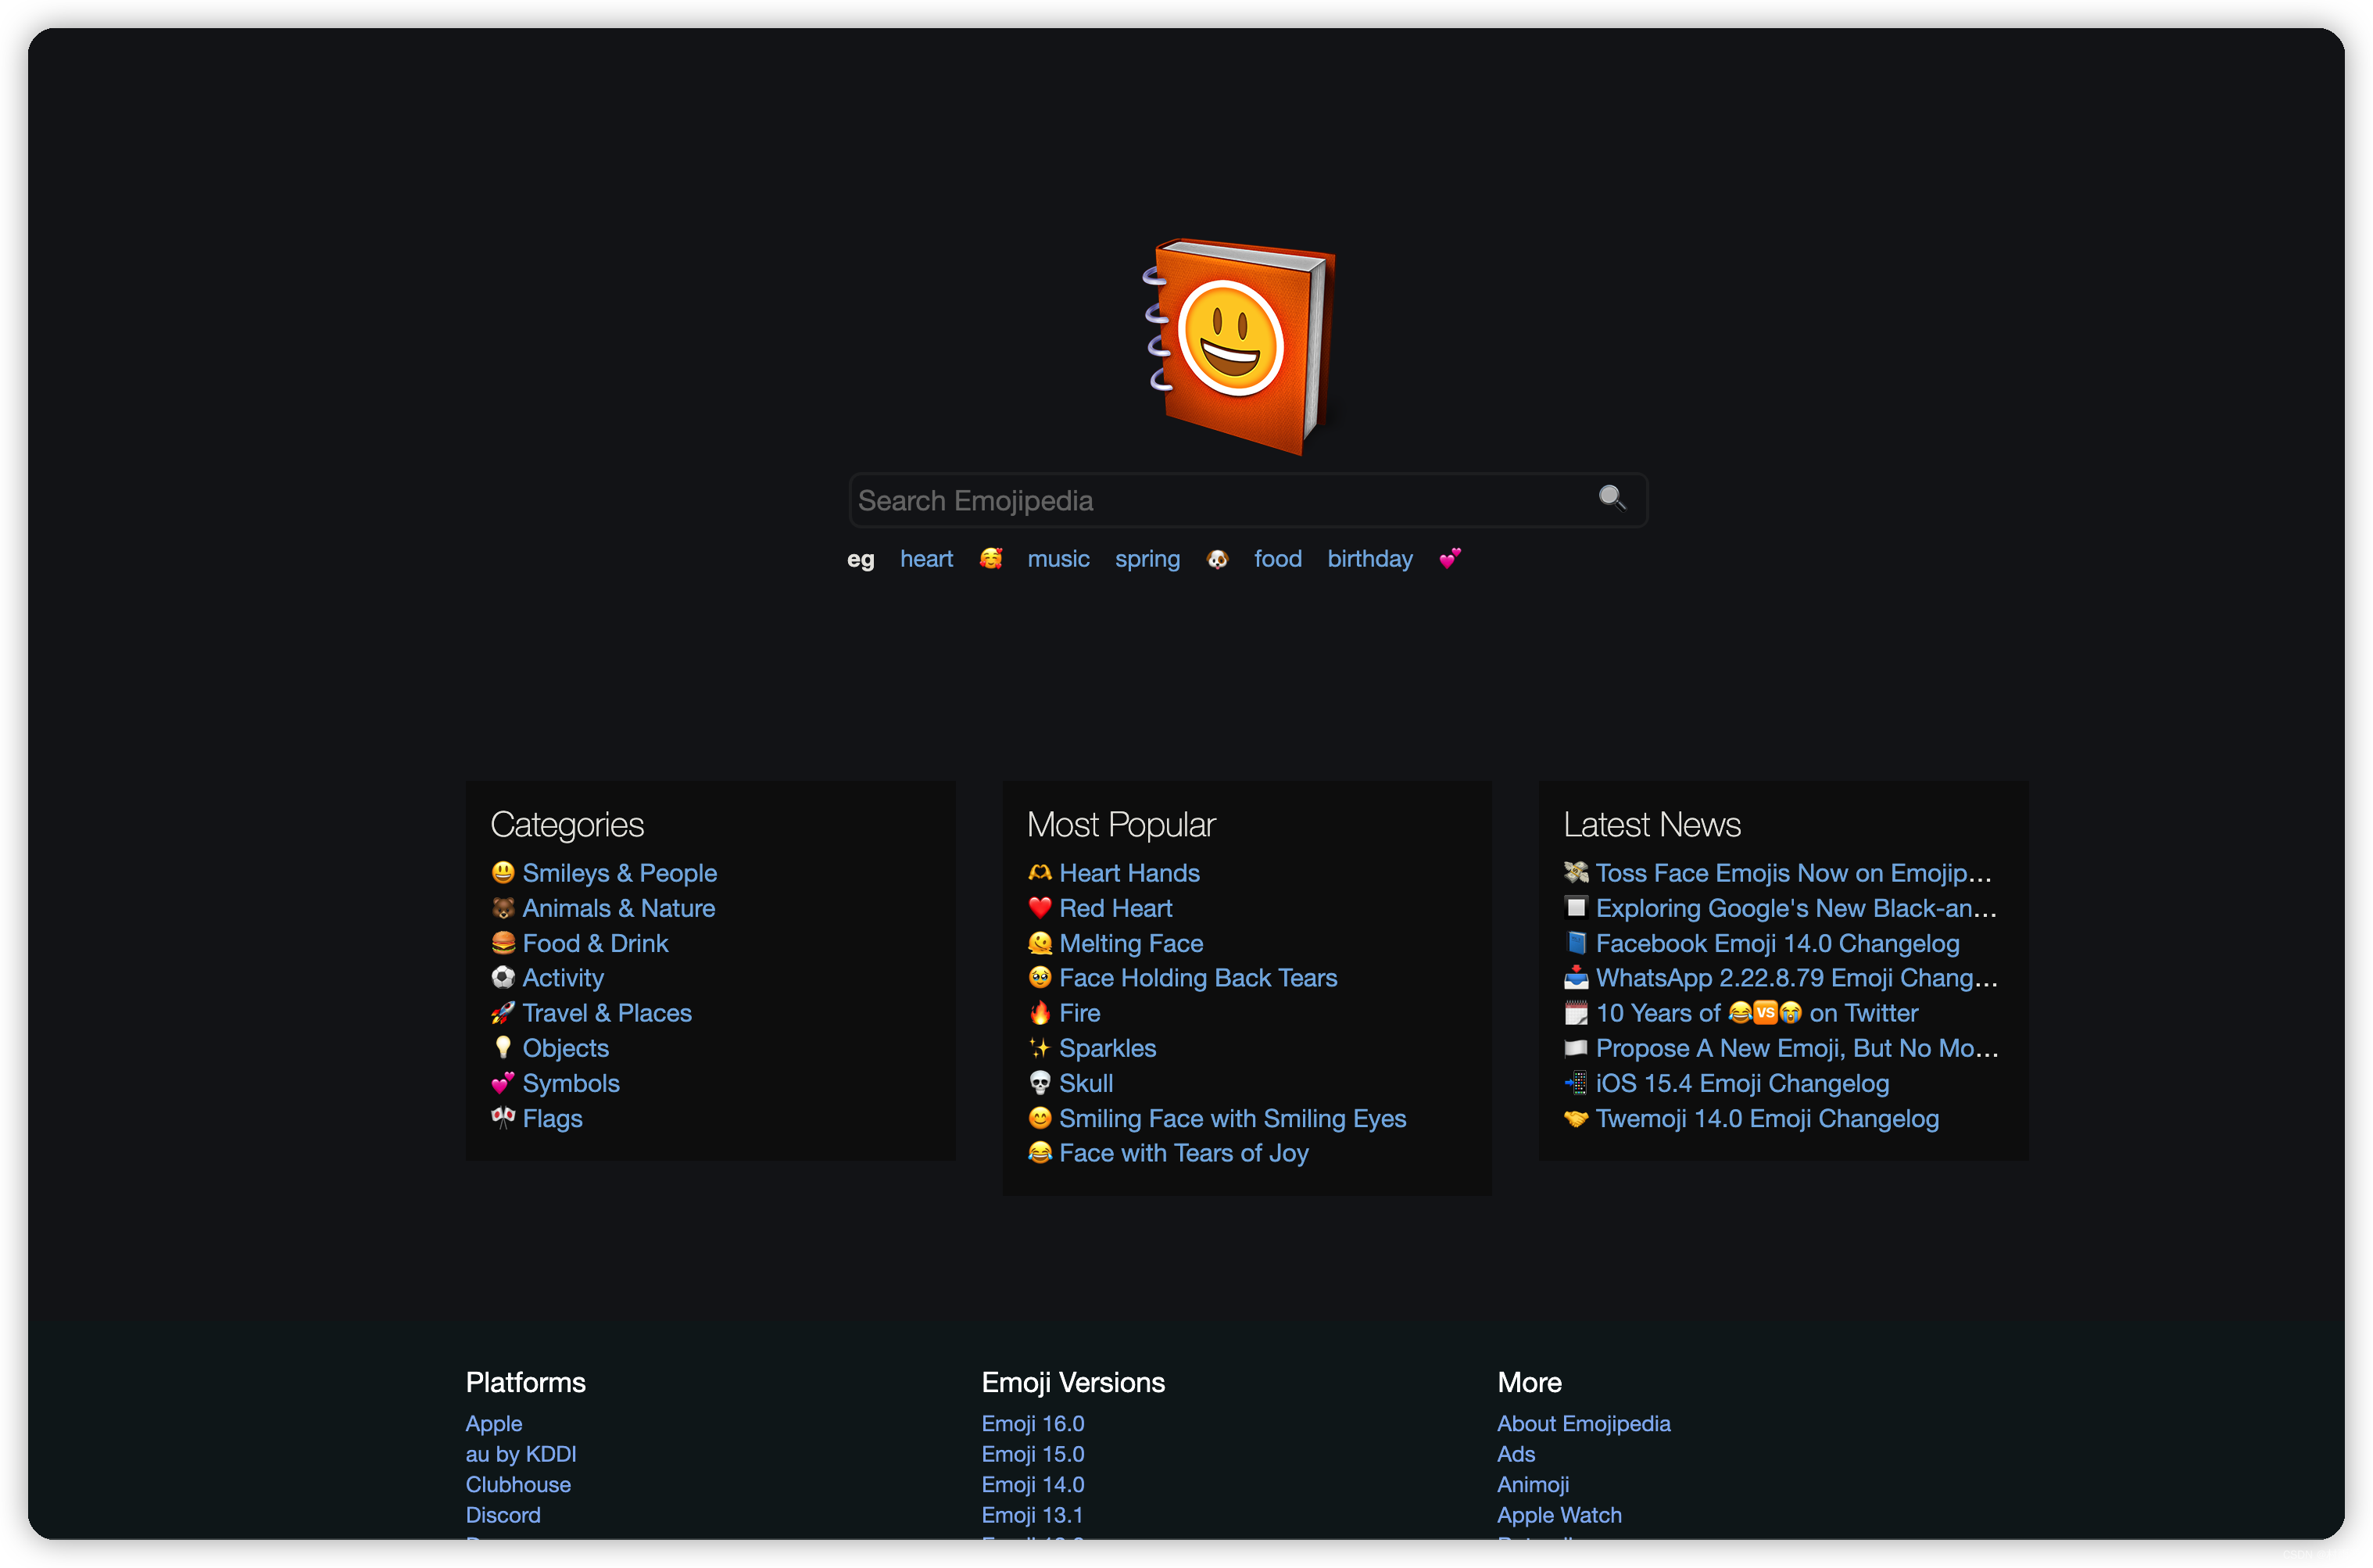 Search Emojipedia
eg heart 🥰 music spring 🐶 food birthday 💕
Categories
😃 Smileys & People
🐻 Animals & Nature
🍔 Food & Drink
⚽ Activity
🚀 Travel & Places
💡 Objects
💕 Symbols
🎌 Flags
Most Popular
🫶 Heart Hands
❤️ Red Heart
🫠 Melting Face
🥹 Face Holding Back Tears
🔥 Fire
✨ Sparkles
💀 Skull
😊 Smiling Face with Smiling Eyes
😂 Face with Tears of Joy
Latest News
💸 Toss Face Emojis Now on Emojip...
🔲 Exploring Google's New Black-an...
📘 Facebook Emoji 14.0 Changelog
📥 WhatsApp 2.22.8.79 Emoji Chang...
🗓️ 10 Years of 😂🆚😭 on Twitter
🏳️ Propose A New Emoji, But No Mo...
📲 iOS 15.4 Emoji Changelog
🤝 Twemoji 14.0 Emoji Changelog
Platforms
Apple
au by KDDI
Clubhouse
Discord
Emoji Versions
Emoji 16.0
Emoji 15.0
Emoji 14.0
Emoji 13.1
More
About Emojipedia
Ads
Animoji
Apple Watch